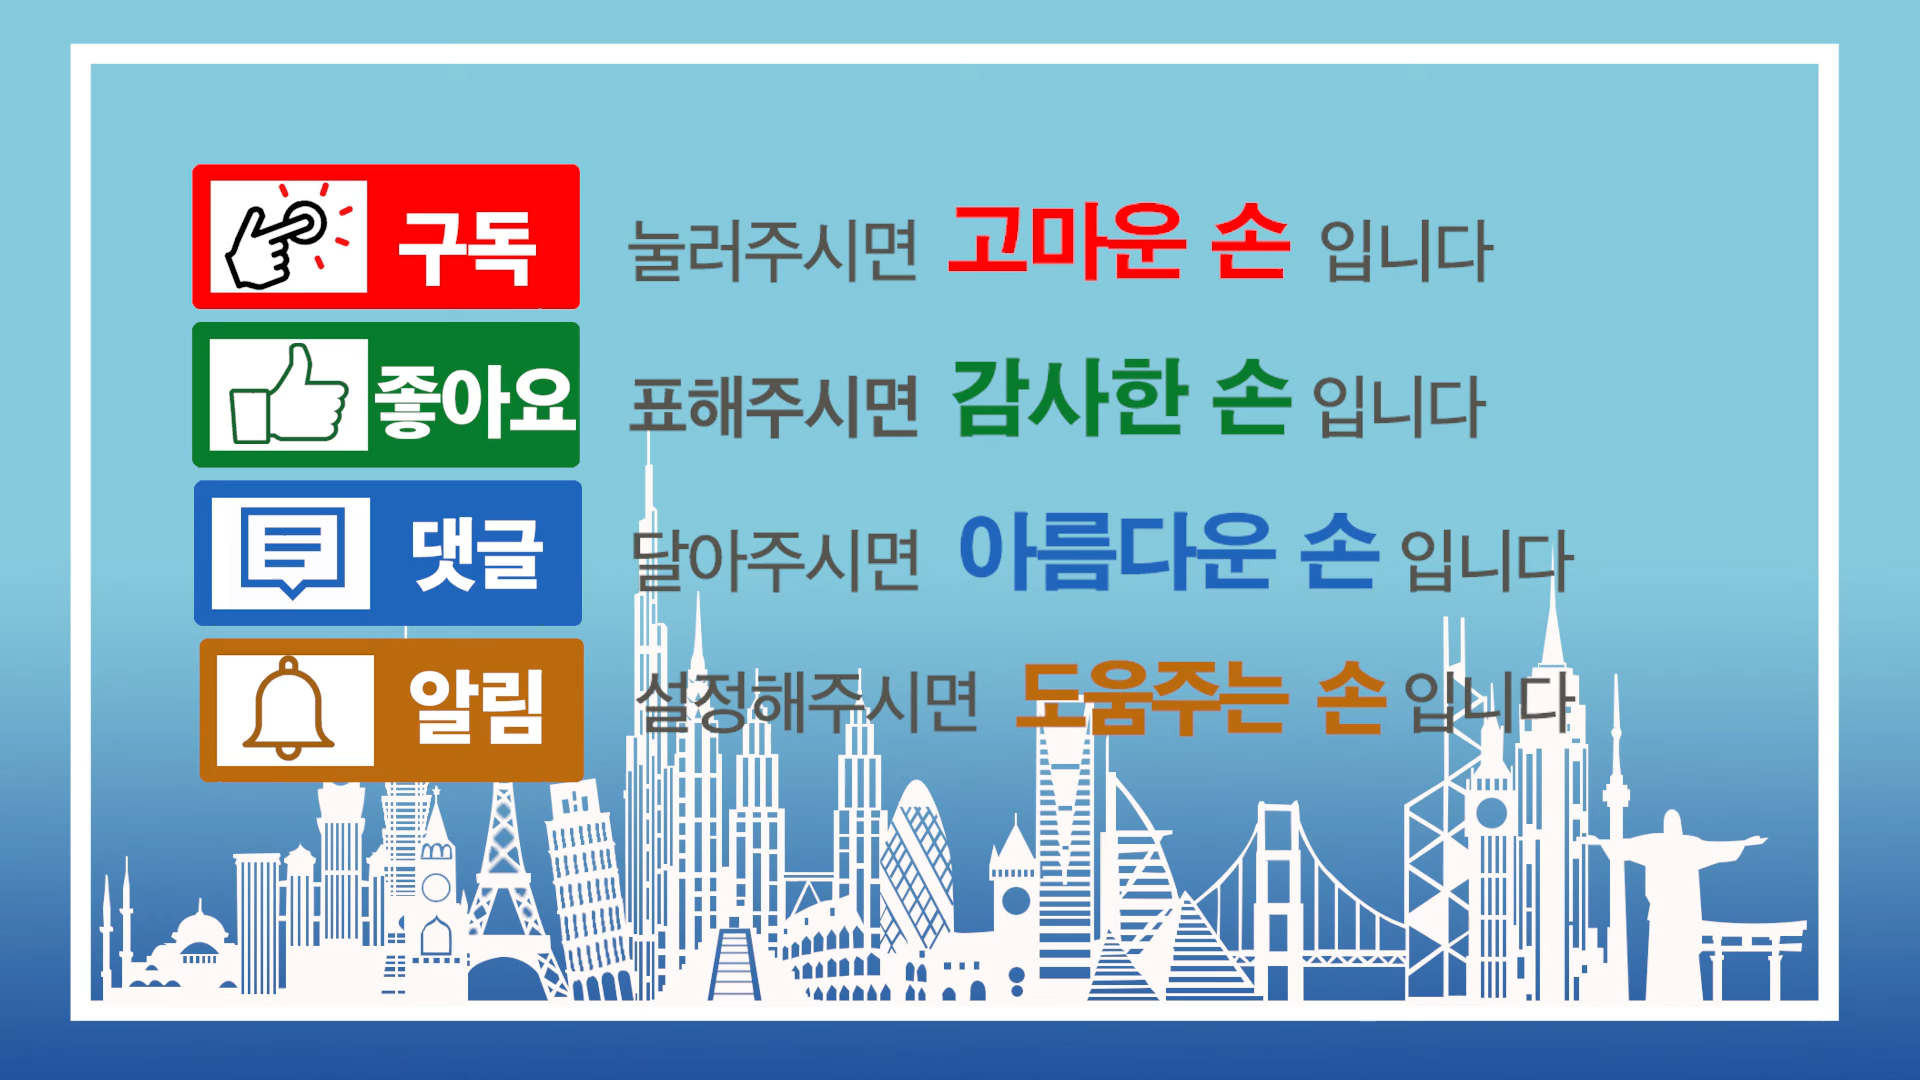 구독 눌러주시면 고마운 손 입니다
좋아요 표해주시면 감사한 손 입니다
댓글 달아주시면 아름다운 손 입니다
알림 설정해주시면 도움주는 손 입니다